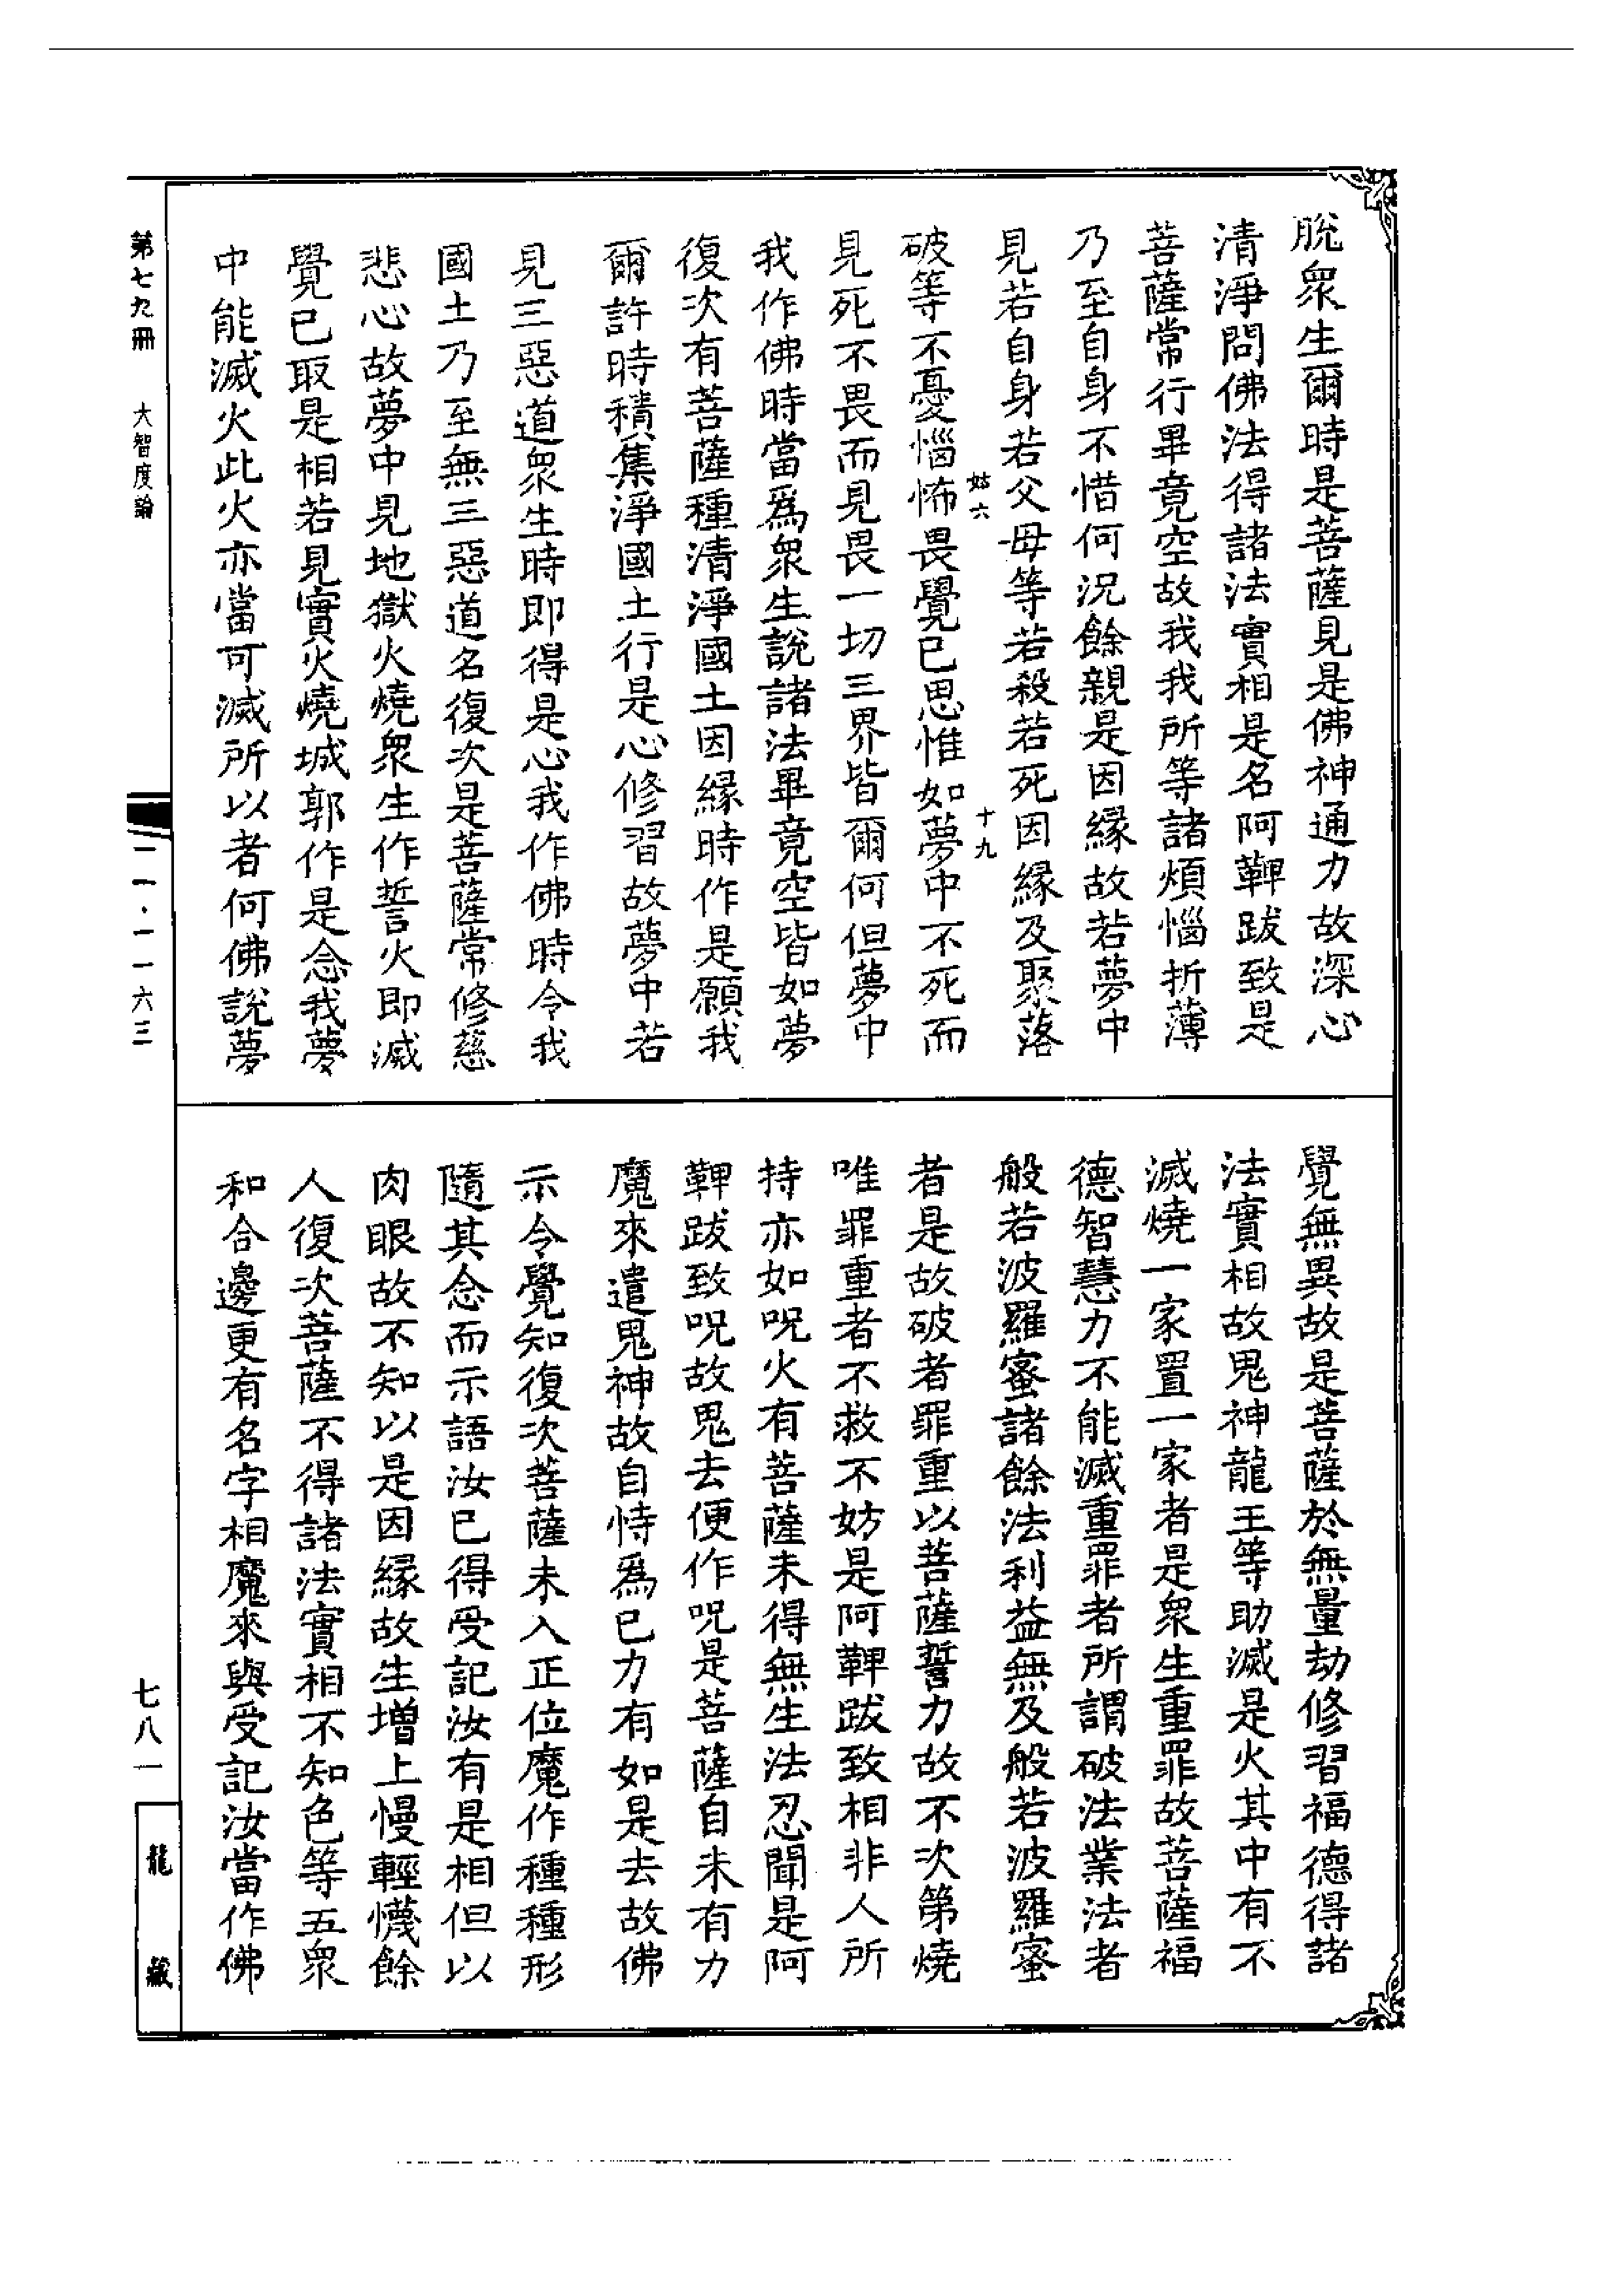 脫衆生爾時是菩薩見是佛神通力故深心
清淨問佛法得諸法實相是名阿鞞跋致是
菩薩常行畢竟空故我我所等諸煩惱折薄
乃至自身不惜何況餘親是因緣故若夢中
見若自身若父母等若殺若死因緣及聚落
姑六 十九
破等不憂惱怖畏覺已思惟如夢中不死而
見死不畏而見畏一切三界皆爾何但夢中
我作佛時當爲衆生說諸法畢竟空皆如夢
復次有菩薩種清淨國土因緣時作是願我
爾許時積集淨國土行是心修習故夢中若
見三惡道衆生時即得是心我作佛時令我
國土乃至無三惡道名復次是菩薩常修慈
悲心故夢中見地獄火燒衆生作誓火即滅
覺已取是相若見實火燒城郭作是念我夢
中能滅火此火亦當可滅所以者何佛說夢
覺無異故是菩薩於無量劫修習福德得諸
法實相故鬼神龍王等助滅是火其中有不
滅燒一家置一家者是衆生重罪故菩薩福
德智慧力不能滅重罪者所謂破法業法者
般若波羅蜜諸餘法利益無及般若波羅蜜
者是故破者罪重以菩薩誓力故不次第燒
唯罪重者不救不妨是阿鞞跋致相非人所
持亦如呪火有菩薩未得無生法忍聞是阿
鞞跋致呪故鬼去便作呪是菩薩自未有力
魔來遣鬼神故自恃爲已力有如是去故佛
示令覺知復次菩薩未入正位魔作種種形
隨其念而示語汝已得受記汝有是相但以
肉眼故不知以是因緣故生增上慢輕懱餘
人復次菩薩不得諸法實相不知色等五衆
和合邊更有名字相魔來與受記汝當作佛
第七九冊 大智度論
一一·一一六三
七八一
龍藏